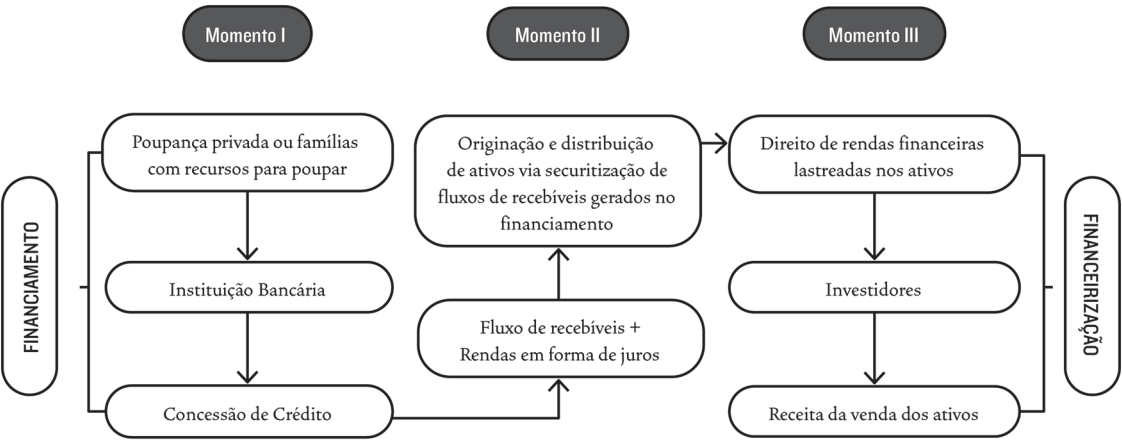 Momento I
Momento II
Momento III
FINANCIAMENTO
Poupança privada ou famílias
com recursos para poupar
Instituição Bancária
Concessão de Crédito
Originação e distribuição
de ativos via securitização de
fluxos de recebíveis gerados no
financiamento
Fluxo de recebíveis +
Rendas em forma de juros
Direito de rendas financeiras
lastreadas nos ativos
Investidores
Receita da venda dos ativos
FINANCEIRIZAÇÃO